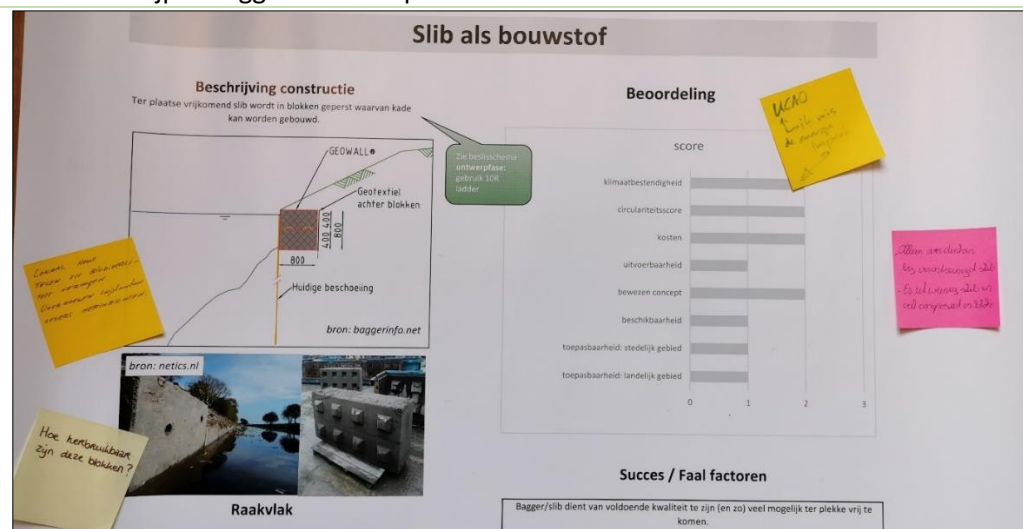 Slib als bouwstof
Beschrijving constructie
Ter plaatse vrijkomend slib wordt in blokken geperst waarvan kade
kan worden gebouwd.
Zie beslisschema
ontwerpfase:
gebruik 10R
ladder
GEOWALL®
Geotextiel
achter blokken
400 400
800
800
Huidige beschoeiing
bron: baggerinfo.net
bron: netics.nl
Hoe herbruikbaar
zijn deze blokken?
Raakvlak
Beoordeling
UCAO
score
klimaatbestendigheid
circulariteitsscore
kosten
uitvoerbaarheid
bewezen concept
beschikbaarheid
toepasbaarheid: stedelijk gebied
toepasbaarheid: landelijk gebied
0 1 2 3
Succes / Faal factoren
Bagger/slib dient van voldoende kwaliteit te zijn (en zo) veel mogelijk ter plekke vrij te
komen.